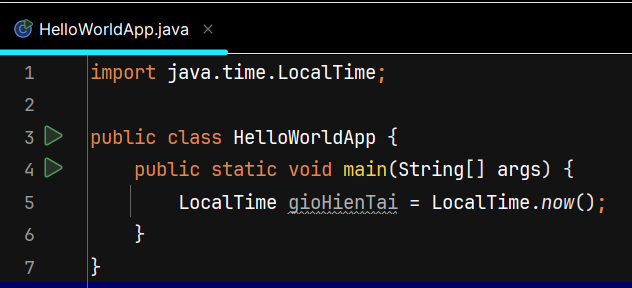 HelloWorldApp.java
1 import java.time.LocalTime;
2
3 public class HelloWorldApp {
4 public static void main(String[] args) {
5 LocalTime gioHienTai = LocalTime.now();
6 }
7 }